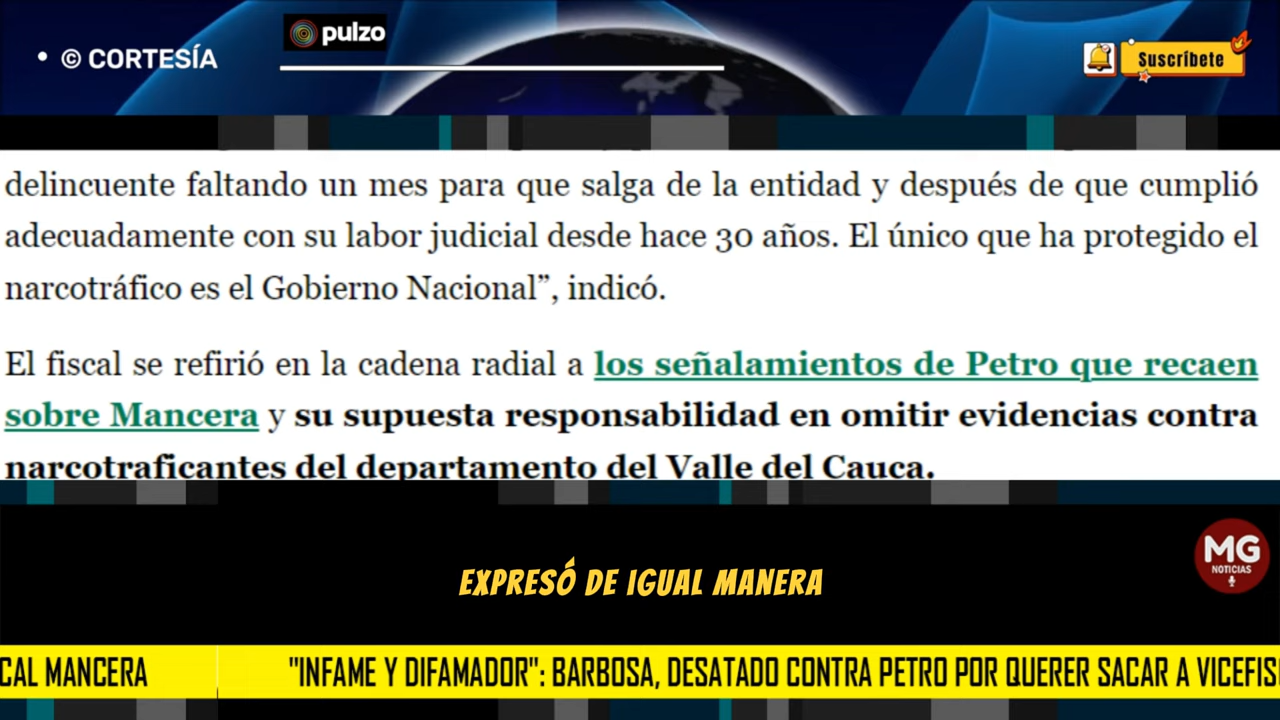 • © CORTESÍA
pulzo
Suscríbete
delincuente faltando un mes para que salga de la entidad y después de que cumplió
adecuadamente con su labor judicial desde hace 30 años. El único que ha protegido el
narcotráfico es el Gobierno Nacional”, indicó.
El fiscal se refirió en la cadena radial a los señalamientos de Petro que recaen
sobre Mancera y su supuesta responsabilidad en omitir evidencias contra
narcotraficantes del departamento del Valle del Cauca.
MG
NOTICIAS
EXPRESÓ DE IGUAL MANERA
CAL MANCERA "INFAME Y DIFAMADOR": BARBOSA, DESATADO CONTRA PETRO POR QUERER SACAR A VICEFIS